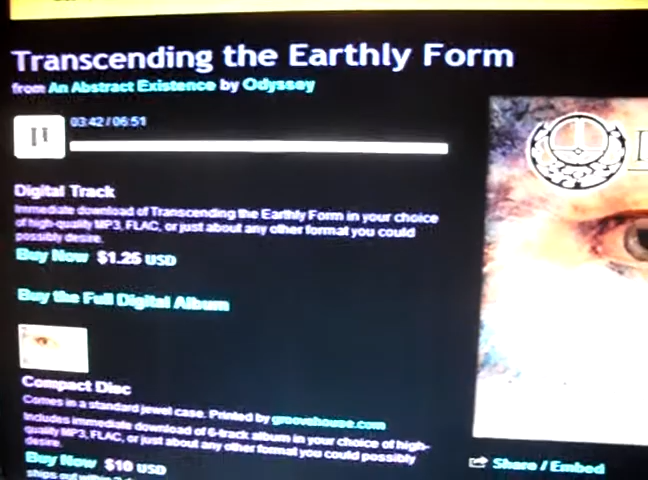 Transcending the Earthly Form
from An Abstract Existence by Odyssey
03:42 / 06:51
Digital Track
Immediate download of Transcending the Earthly Form in your choice
of high-quality MP3, FLAC, or just about any other format you could
possibly desire.
Buy Now $1.25 USD
Buy the Full Digital Album
Compact Disc
Comes in a standard jewel case. Printed by groovehouse.com
Includes immediate download of 6-track album in your choice of high-
quality MP3, FLAC, or just about any other format you could possibly
desire.
Buy Now $10 USD
ships out within
Share / Embed